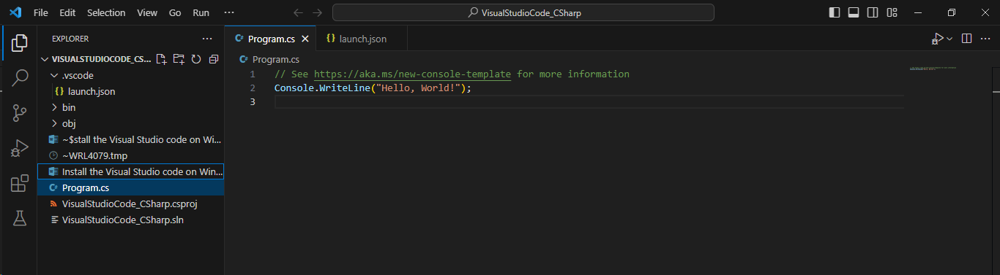 File Edit Selection View Go Run ···
VisualStudioCode_CSharp
EXPLORER ···
VISUALSTUDIOCODE_CS...
.vscode
{} launch.json
bin
obj
~$stall the Visual Studio code on Wi...
~WRL4079.tmp
Install the Visual Studio code on Win...
Program.cs
VisualStudioCode_CSharp.csproj
VisualStudioCode_CSharp.sln
Program.cs {} launch.json
Program.cs
1 // See https://aka.ms/new-console-template for more information
2 Console.WriteLine("Hello, World!");
3